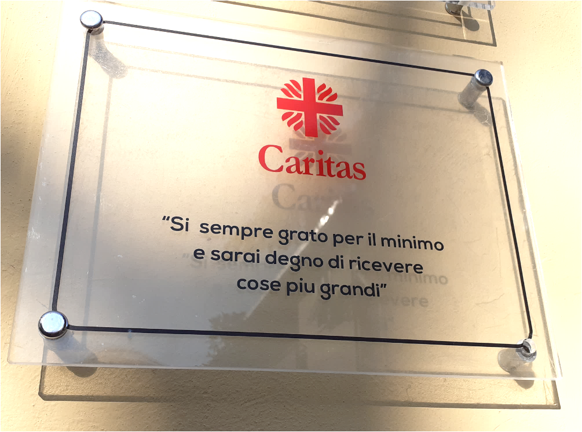 Caritas
“Si sempre grato per il minimo
e sarai degno di ricevere
cose piu grandi”